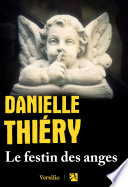 DANIELLE
THIÉRY
Le festin des anges
Versilio